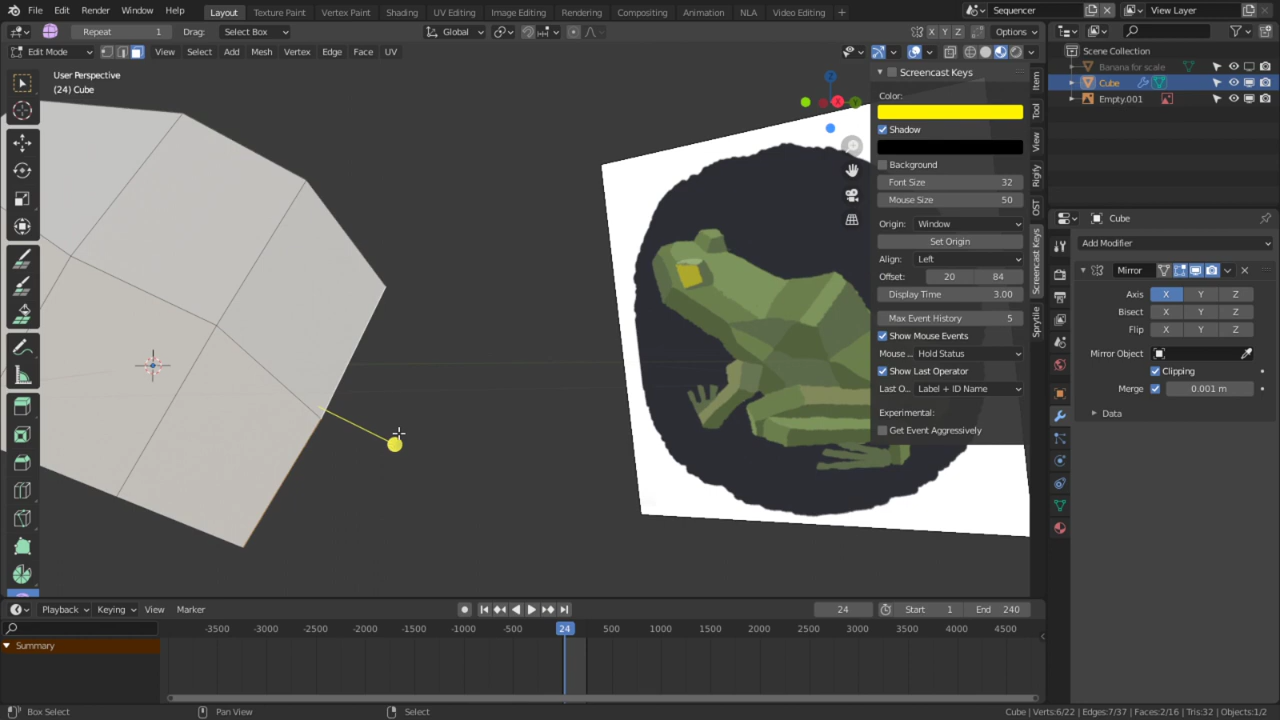 File Edit Render Window Help Layout Texture Paint Vertex Paint Shading UV Editing Image Editing Rendering Compositing Animation NLA Video Editing + Sequencer View Layer
Repeat 1 Drag: Select Box Global X Y Z Options
Scene Collection
Edit Mode View Select Add Mesh Vertex Edge Face UV
Banana for scale
User Perspective
(24) Cube
Screencast Keys
Cube
Color:
Empty.001
Shadow
Background
Font Size 32
Mouse Size 50
Origin: Window
Set Origin
Align: Left
Offset: 20 84
Display Time 3.00
Max Event History 5
Show Mouse Events
Mouse ... Hold Status
Show Last Operator
Last O... Label + ID Name
Experimental:
Get Event Aggressively
Item
Tool
View
Rigify
OST
Screencast Keys
Sprytile
Z
X
Y
Cube
Add Modifier
Mirror
Axis X Y Z
Bisect X Y Z
Flip X Y Z
Mirror Object
Clipping
Merge 0.001 m
Data
Playback Keying View Marker 24 Start 1 End 240
-3500 -3000 -2500 -2000 -1500 -1000 -500 24 500 1000 1500 2000 2500 3000 3500 4000 4500
Summary
Box Select Pan View Select Cube | Verts:6/22 | Edges:7/37 | Faces:2/16 | Tris:32 | Objects:1/2